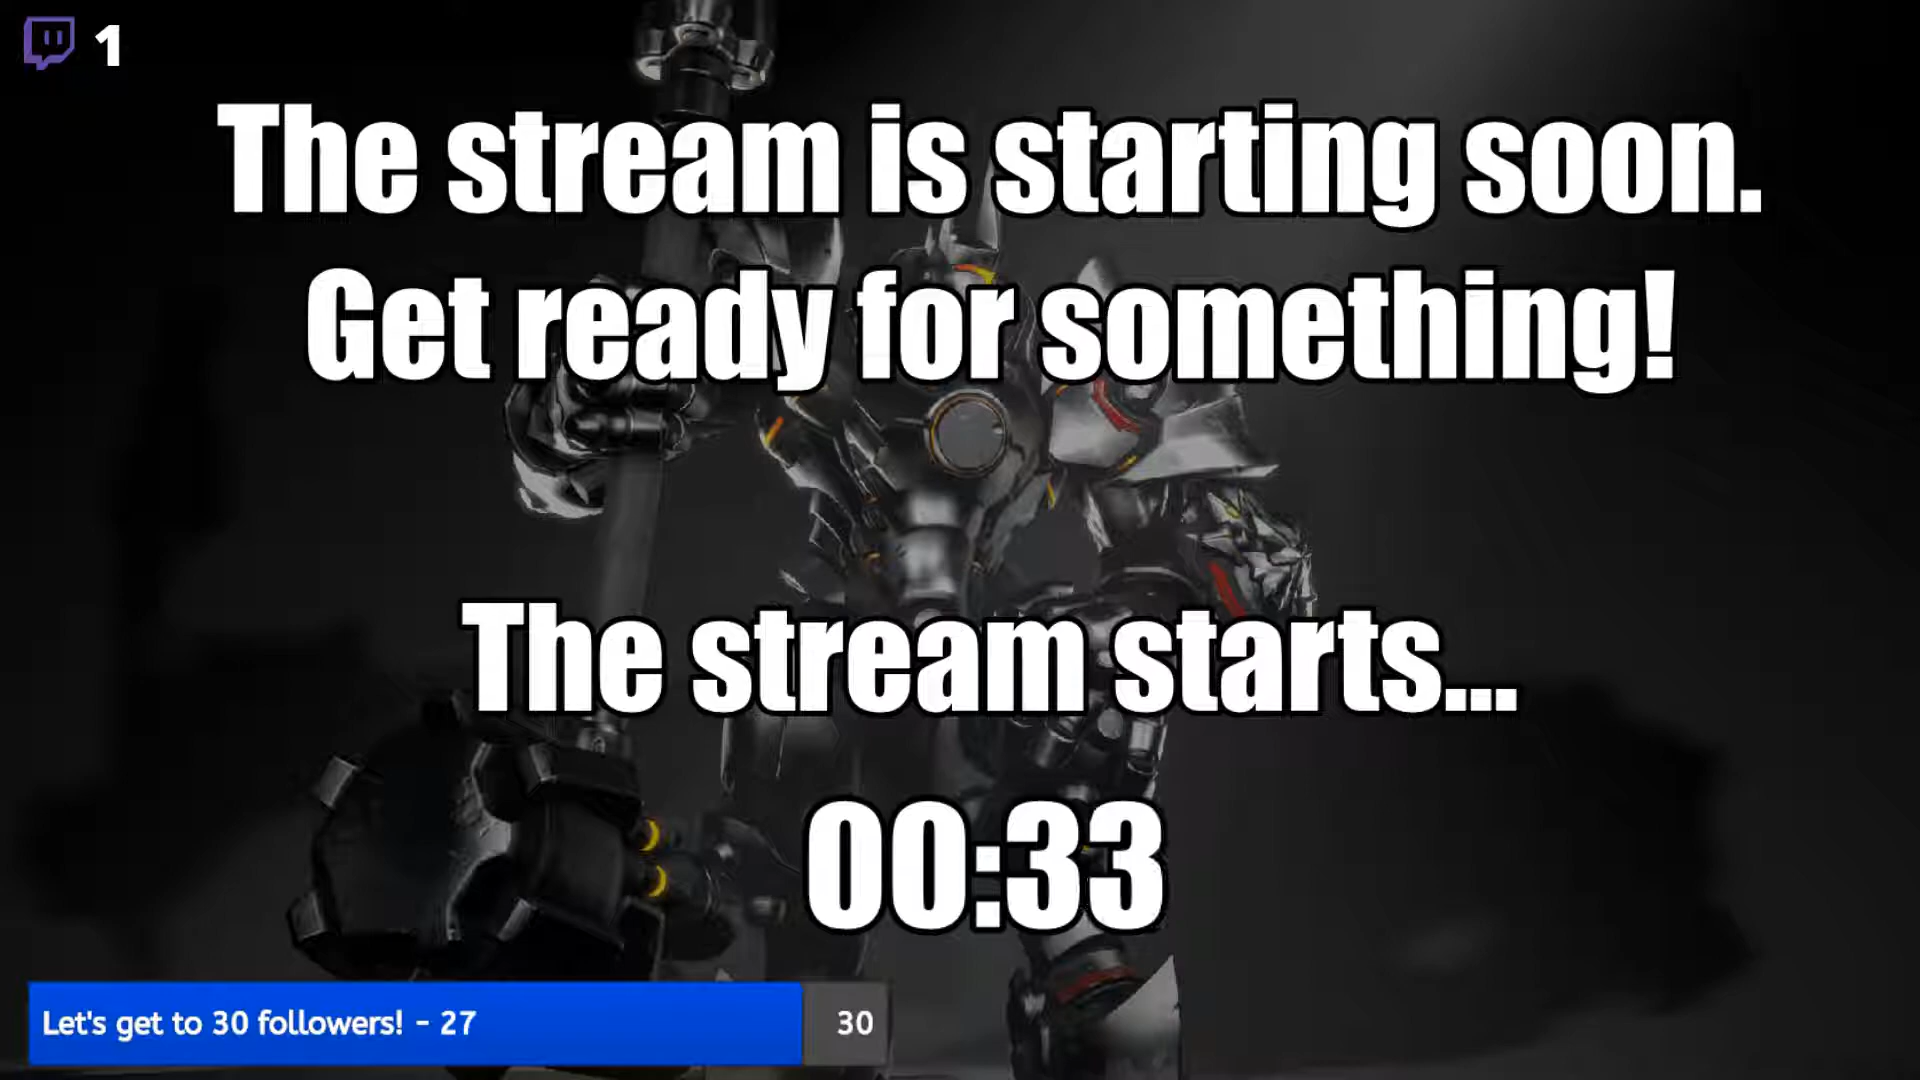 1
The stream is starting soon.
Get ready for something!
The stream starts...
00:33
Let's get to 30 followers! - 27 30